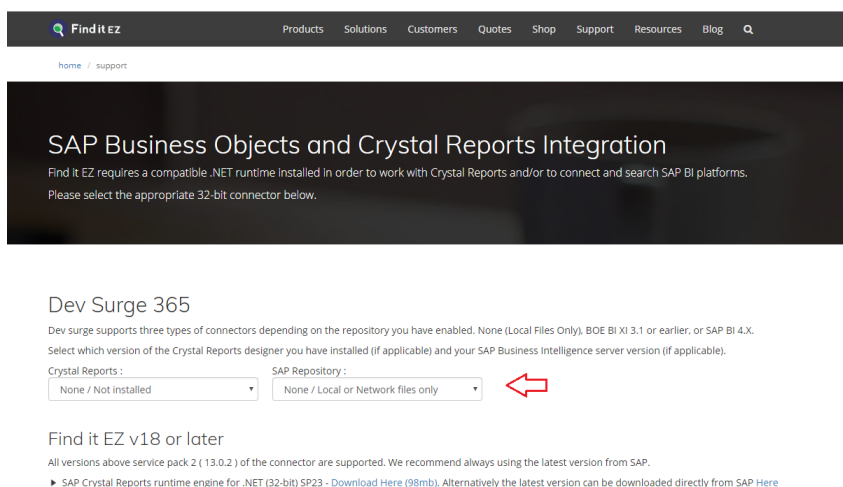 Find it EZ
Products Solutions Customers Quotes Shop Support Resources Blog
home / support
SAP Business Objects and Crystal Reports Integration
Find it EZ requires a compatible .NET runtime installed in order to work with Crystal Reports and/or to connect and search SAP BI platforms.
Please select the appropriate 32-bit connector below.
Dev Surge 365
Dev surge supports three types of connectors depending on the repository you have enabled. None (Local Files Only), BOE BI XI 3.1 or earlier, or SAP BI 4.X.
Select which version of the Crystal Reports designer you have installed (if applicable) and your SAP Business Intelligence server version (if applicable).
Crystal Reports : SAP Repository :
None / Not installed None / Local or Network files only
Find it EZ v18 or later
All versions above service pack 2 ( 13.0.2 ) of the connector are supported. We recommend always using the latest version from SAP.
SAP Crystal Reports runtime engine for .NET (32-bit) SP23 - Download Here (98mb). Alternatively the latest version can be downloaded directly from SAP Here